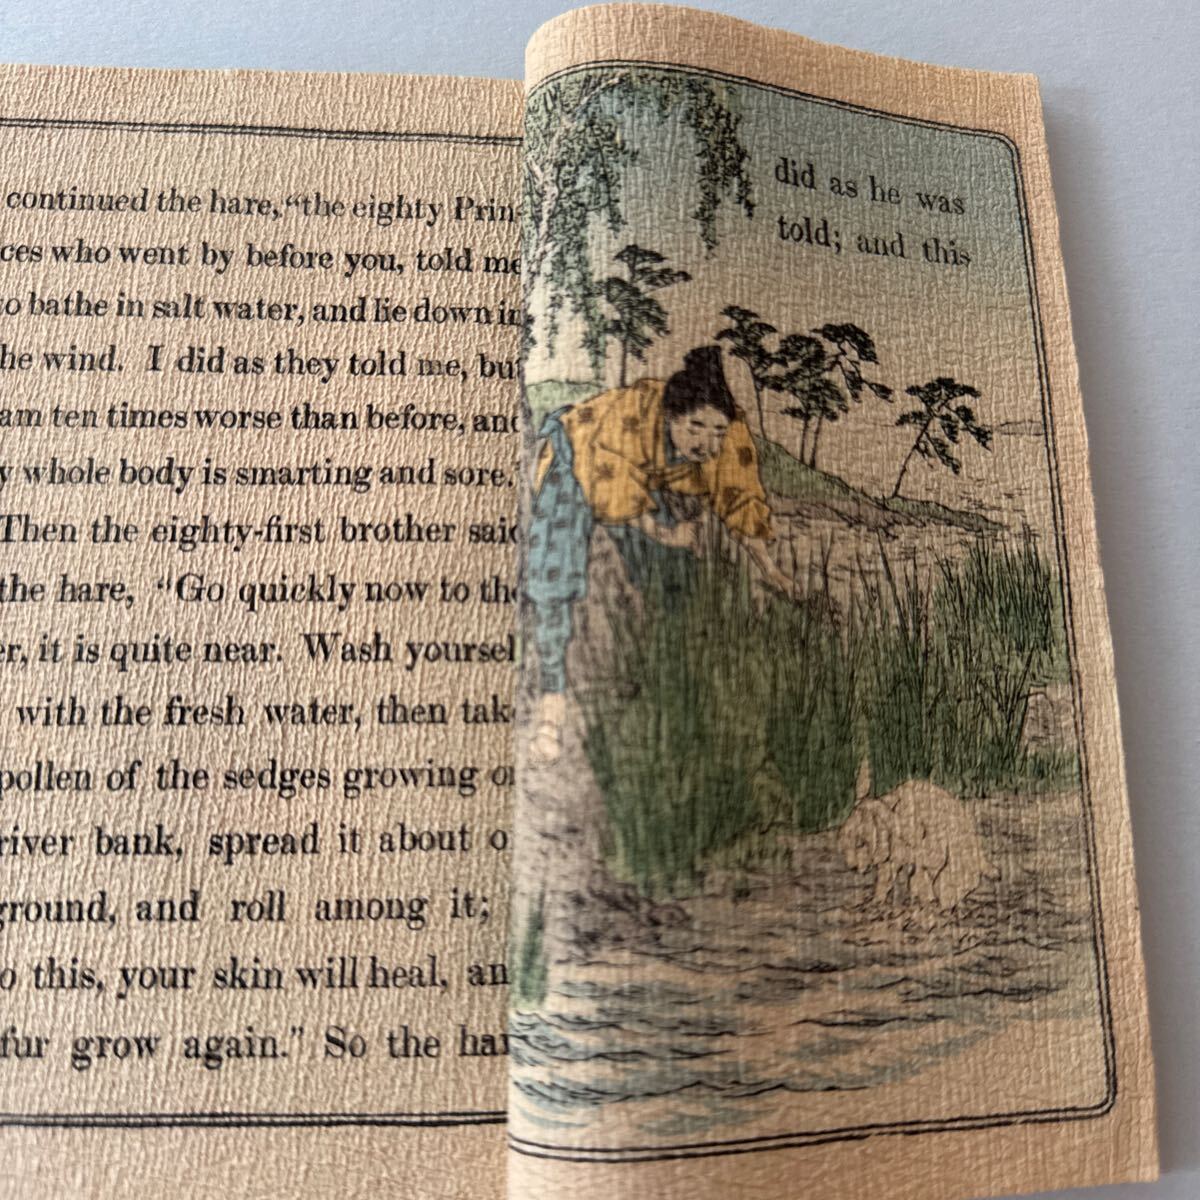 continued the hare, "the eighty Prin-
ces who went by before you, told me
to bathe in salt water, and lie down in
he wind. I did as they told me, but
am ten times worse than before, and
y whole body is smarting and sore."
Then the eighty-first brother said
the hare, "Go quickly now to the
er, it is quite near. Wash yoursel
with the fresh water, then tak
pollen of the sedges growing o
river bank, spread it about o
ground, and roll among it;
o this, your skin will heal, an
fur grow again." So the har
did as he was
told; and this